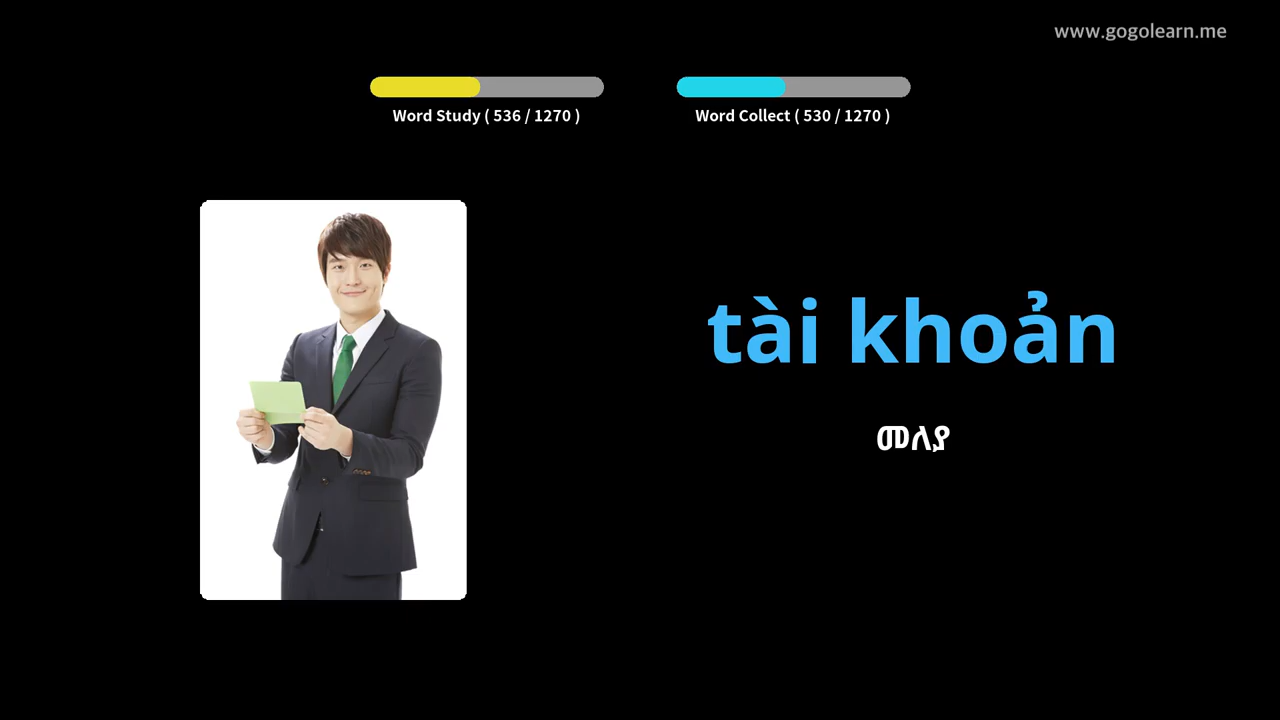 www.gogolearn.me
Word Study ( 536 / 1270 )
Word Collect ( 530 / 1270 )
tài khoản
መለያ